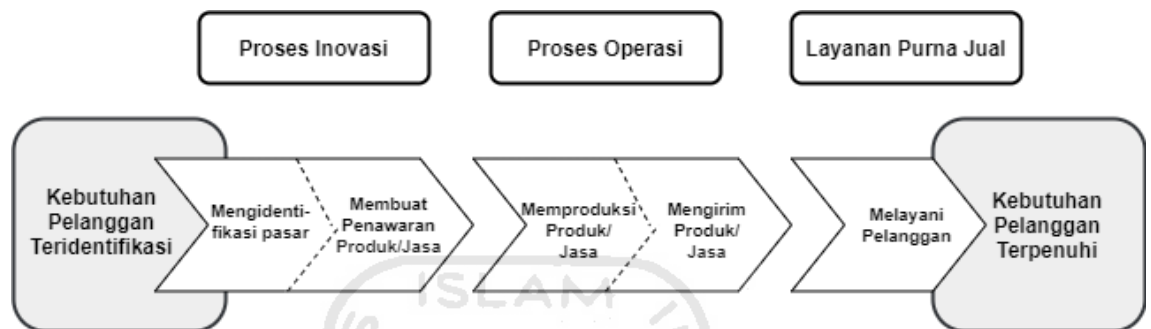 Proses Inovasi
Proses Operasi
Layanan Purna Jual
Kebutuhan
Pelanggan
Teridentifikasi
Mengidenti-
fikasi pasar
Membuat
Penawaran
Produk/Jasa
Memproduksi
Produk/
Jasa
Mengirim
Produk/
Jasa
Melayani
Pelanggan
Kebutuhan
Pelanggan
Terpenuhi
ISLAM